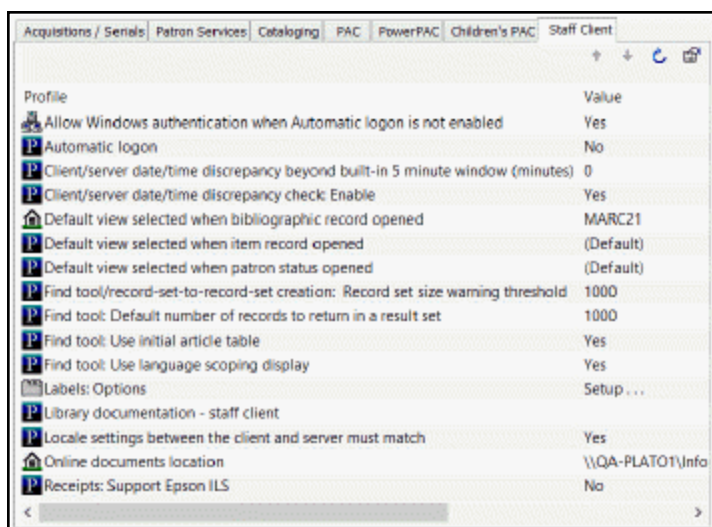 Acquisitions / Serials Patron Services Cataloging PAC PowerPAC Children's PAC Staff Client
Profile Value
Allow Windows authentication when Automatic logon is not enabled Yes
Automatic logon No
Client/server date/time discrepancy beyond built-in 5 minute window (minutes) 0
Client/server date/time discrepancy check: Enable Yes
Default view selected when bibliographic record opened MARC21
Default view selected when item record opened (Default)
Default view selected when patron status opened (Default)
Find tool/record-set-to-record-set creation: Record set size warning threshold 1000
Find tool: Default number of records to return in a result set 1000
Find tool: Use initial article table Yes
Find tool: Use language scoping display Yes
Labels: Options Setup . . .
Library documentation - staff client
Locale settings between the client and server must match Yes
Online documents location \\QA-PLATO1\Info
Receipts: Support Epson ILS No